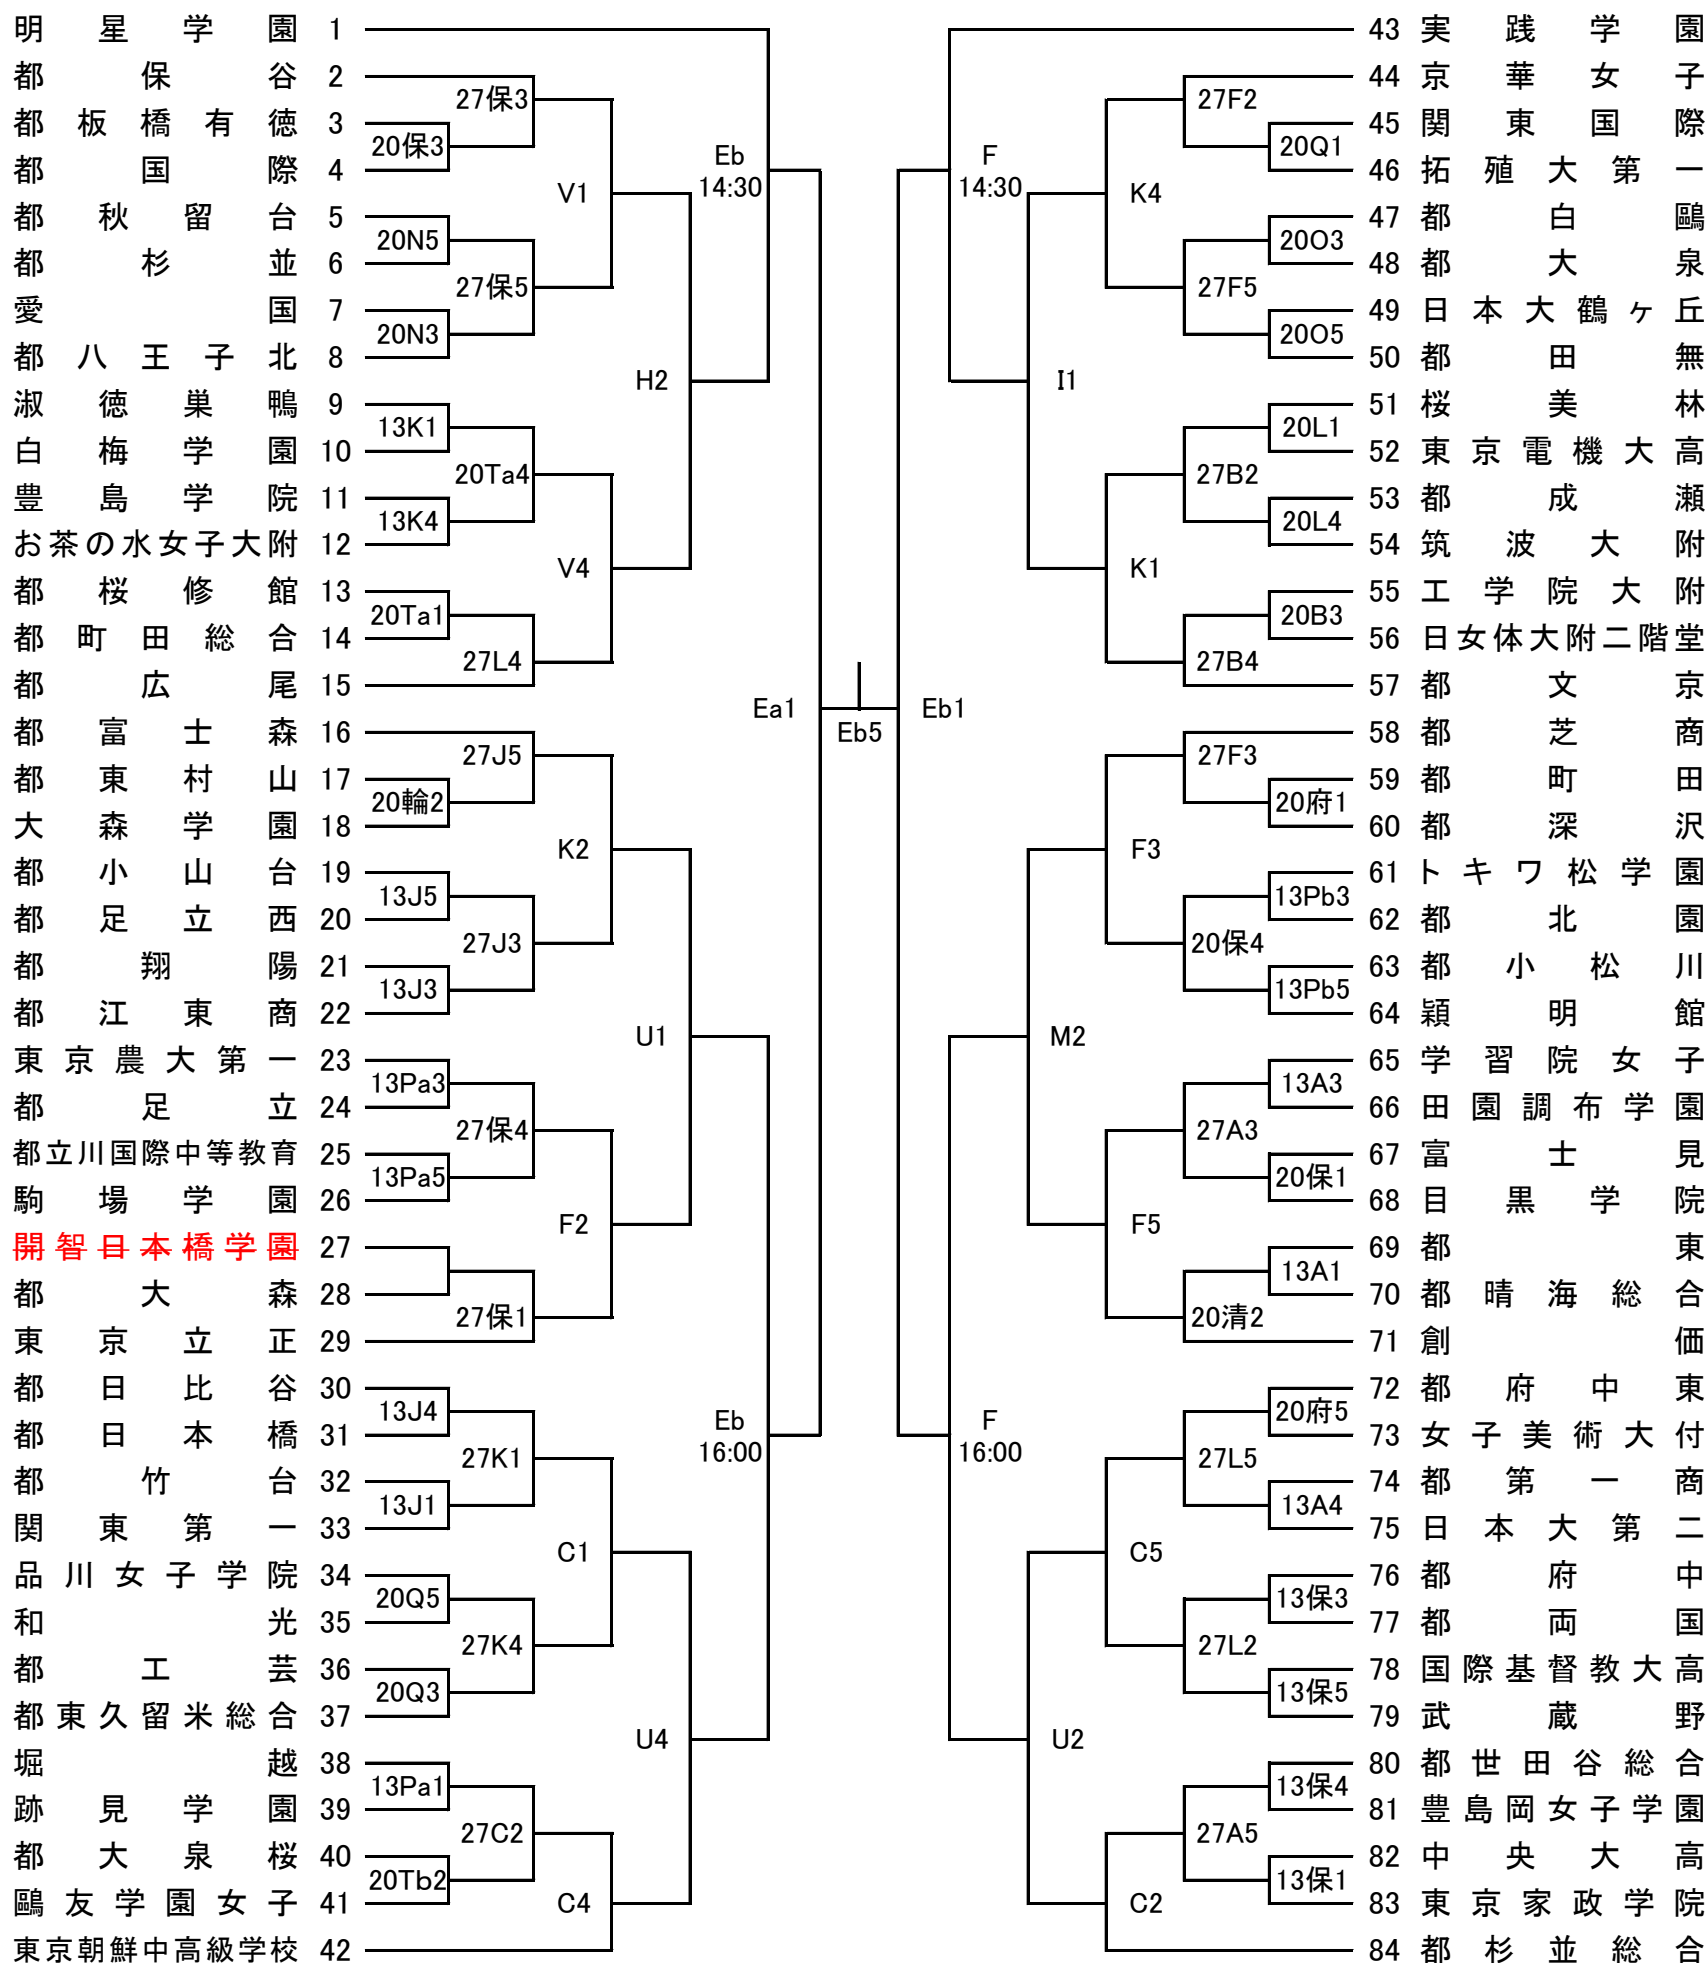 明星学園 1
都保谷 2
27保3
都板橋有徳 3
20保3
都国際 4
Eb
14:30
V1
都秋留台 5
20N5
都杉並 6
27保5
愛国 7
20N3
都八王子北 8
H2
淑徳巣鴨 9
13K1
白梅学園 10
20Ta4
豊島学院 11
13K4
お茶の水女子大附 12
V4
都桜修館 13
20Ta1
都町田総合 14
27L4
都広尾 15
Ea1
都富士森 16
27J5
都東村山 17
20輪2
大森学園 18
K2
都小山台 19
13J5
都足立西 20
27J3
都翔陽 21
13J3
都江東商 22
U1
東京農大第一 23
13Pa3
都足立 24
27保4
都立川国際中等教育 25
13Pa5
駒場学園 26
F2
開智日本橋学園 27
都大森 28
27保1
東京立正 29
都日比谷 30
13J4
都日本橋 31
Eb
16:00
27K1
都竹台 32
13J1
関東第一 33
C1
品川女子学院 34
20Q5
和光 35
27K4
都工芸 36
20Q3
都東久留米総合 37
U4
堀越 38
13Pa1
跡見学園 39
27C2
都大泉桜 40
20Tb2
鷗友学園女子 41
C4
東京朝鮮中高級学校 42
Eb5
43 実践学園
44 京華女子
27F2
45 関東国際
20Q1
46 拓殖大第一
F
14:30
K4
47 都白鷗
20O3
48 都大泉
27F5
49 日本大鶴ヶ丘
20O5
50 都田無
I1
51 桜美林
20L1
52 東京電機大高
27B2
53 都成瀬
20L4
54 筑波大附
K1
55 工学院大附
20B3
56 日女体大附二階堂
27B4
57 都文京
Eb1
58 都芝商
27F3
59 都町田
20府1
60 都深沢
F3
61 トキワ松学園
13Pb3
62 都北園
20保4
63 都小松川
13Pb5
64 穎明館
M2
65 学習院女子
13A3
66 田園調布学園
27A3
67 富士見
20保1
68 目黒学院
F5
69 都東
13A1
70 都晴海総合
20清2
71 創価
72 都府中東
20府5
73 女子美術大付
F
16:00
27L5
74 都第一商
13A4
75 日本大第二
C5
76 都府中
13保3
77 都両国
27L2
78 国際基督教大高
13保5
79 武蔵野
U2
80 都世田谷総合
13保4
81 豊島岡女子学園
27A5
82 中央大高
13保1
83 東京家政学院
C2
84 都杉並総合